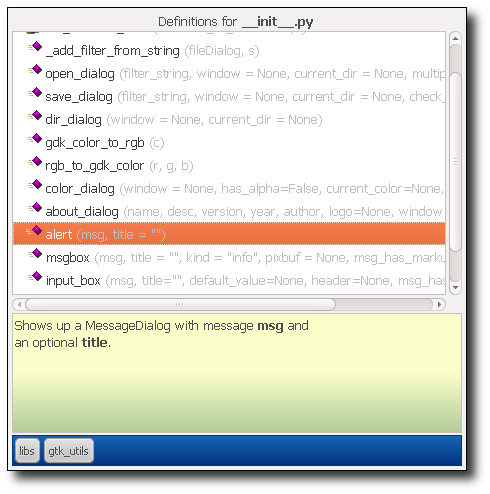 Definitions for __init__.py
_add_filter_from_string (fileDialog, s)
open_dialog (filter_string, window = None, current_dir = None, multip
save_dialog (filter_string, window = None, current_dir = None, check_
dir_dialog (window = None, current_dir = None)
gdk_color_to_rgb (c)
rgb_to_gdk_color (r, g, b)
color_dialog (window = None, has_alpha=False, current_color=None,
about_dialog (name, desc, version, year, author, logo=None, window
alert (msg, title = "")
msgbox (msg, title = "", kind = "info", pixbuf = None, msg_has_marku
input_box (msg, title="", default_value=None, header=None, msg_has
Shows up a MessageDialog with message msg and
an optional title.
libs gtk_utils